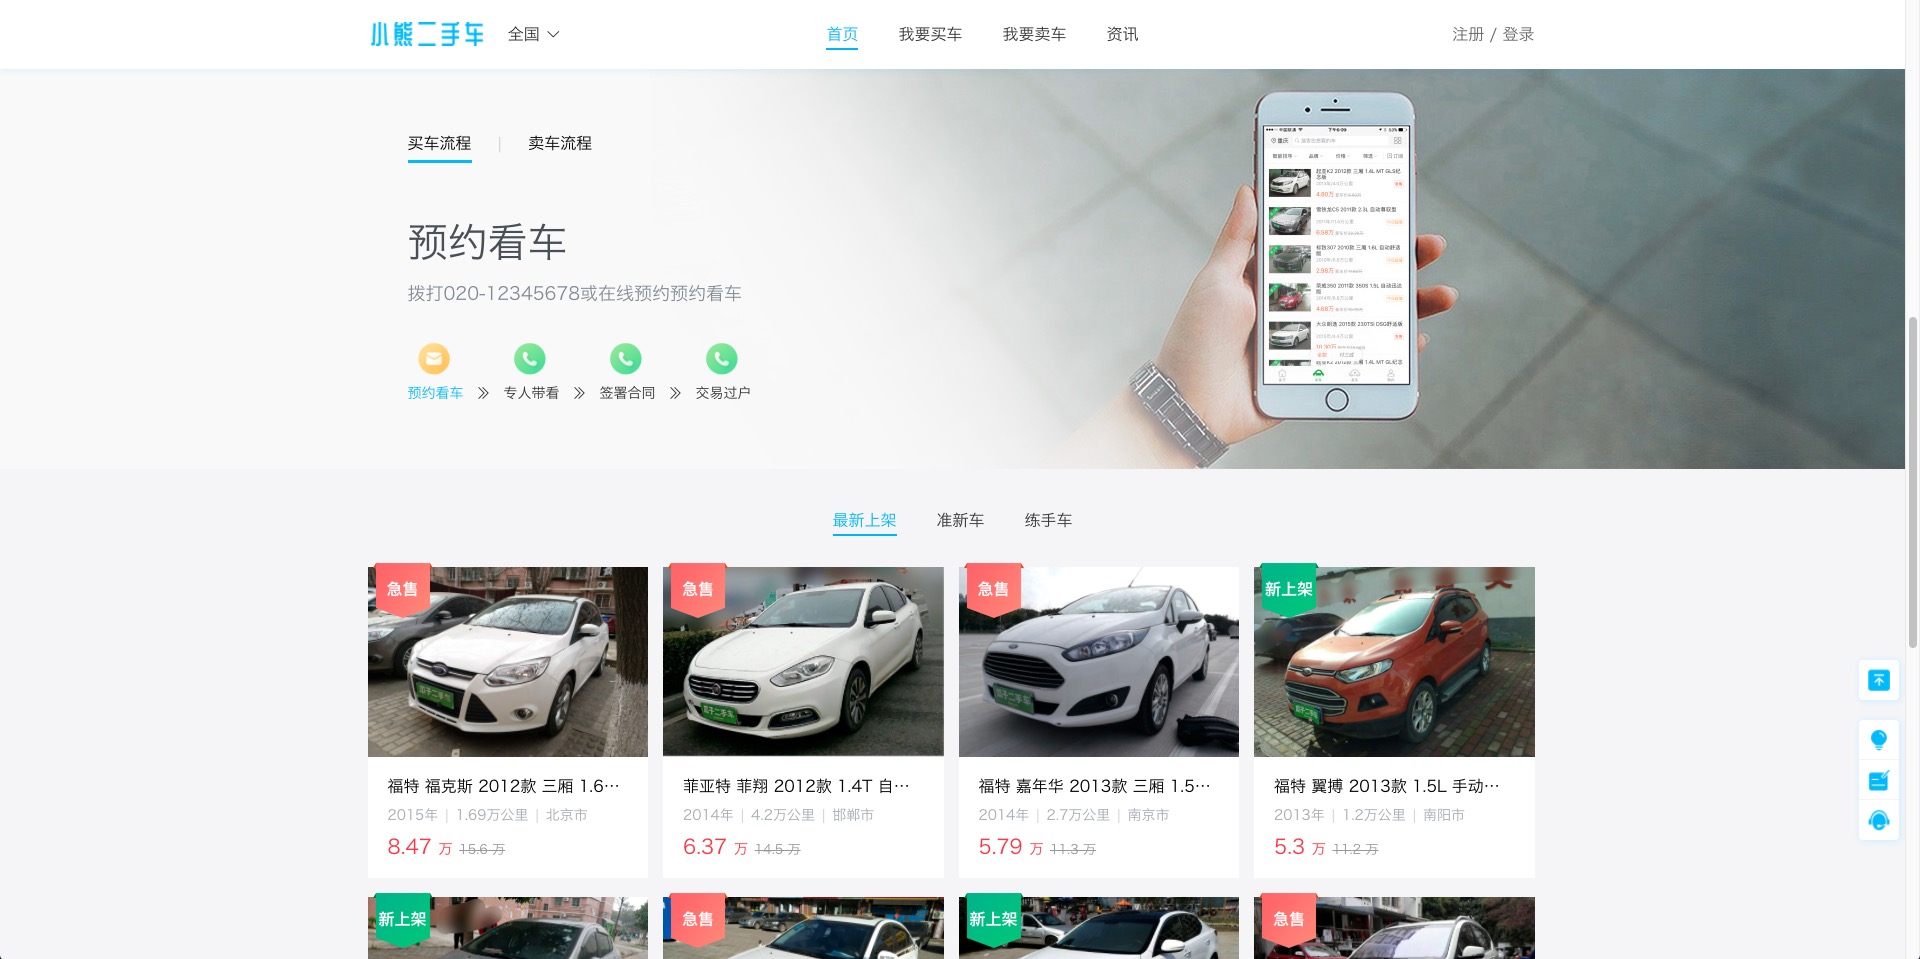 小熊二手车
全国
首页 我要买车 我要卖车 资讯
注册 / 登录
买车流程 | 卖车流程
预约看车
拨打020-12345678或在线预约预约看车
预约看车 专人带看 签署合同 交易过户
最新上架 准新车 练手车
急售
福特 福克斯 2012款 三厢 1.6···
2015年 | 1.69万公里 | 北京市
8.47 万 15.6 万
急售
菲亚特 菲翔 2012款 1.4T 自···
2014年 | 4.2万公里 | 邯郸市
6.37 万 14.5 万
急售
福特 嘉年华 2013款 三厢 1.5···
2014年 | 2.7万公里 | 南京市
5.79 万 11.3 万
新上架
福特 翼搏 2013款 1.5L 手动···
2013年 | 1.2万公里 | 南阳市
5.3 万 11.2 万
新上架
急售
新上架
急售